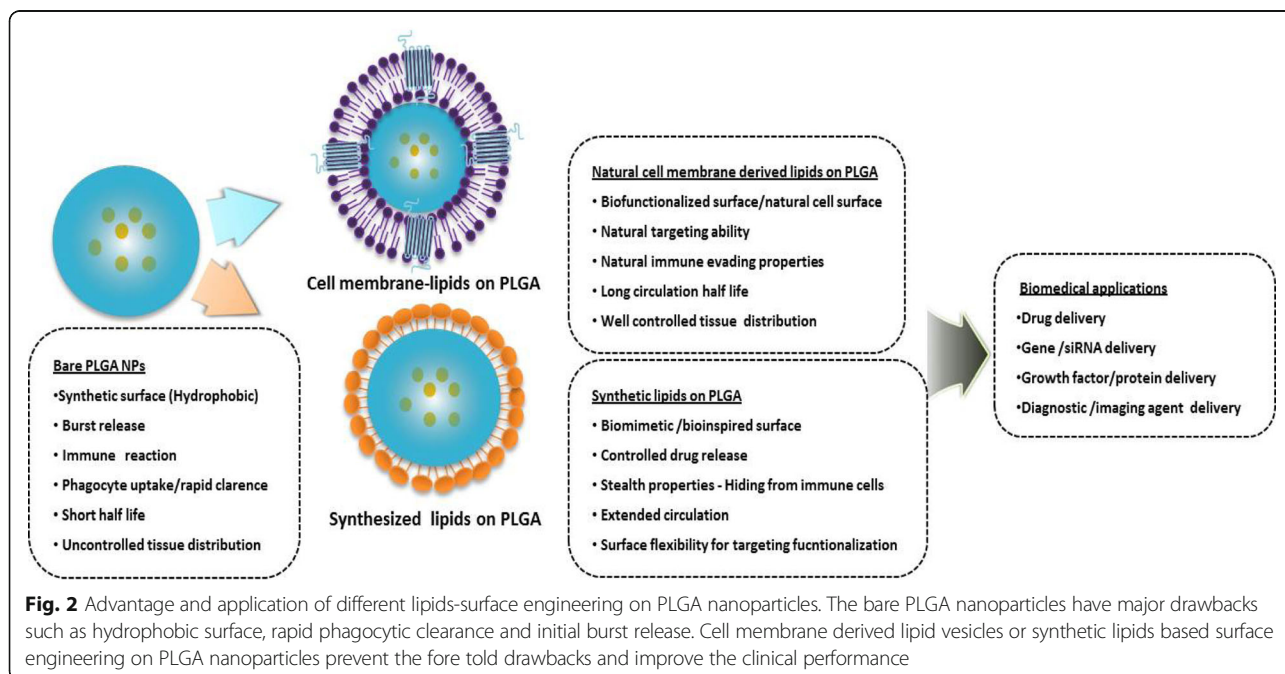 Cell membrane-lipids on PLGA
Synthesized lipids on PLGA
Bare PLGA NPs
•Synthetic surface (Hydrophobic)
• Burst release
• Immune reaction
• Phagocyte uptake/rapid clarence
• Short half life
• Uncontrolled tissue distribution
Natural cell membrane derived lipids on PLGA
• Biofunctionalized surface/natural cell surface
• Natural targeting ability
• Natural immune evading properties
• Long circulation half life
• Well controlled tissue distribution
Synthetic lipids on PLGA
• Biomimetic/bioinspired surface
• Controlled drug release
• Stealth properties - Hiding from immune cells
• Extended circulation
• Surface flexibility for targeting fucntionalization
Biomedical applications
•Drug delivery
•Gene /siRNA delivery
•Growth factor/protein delivery
•Diagnostic /imaging agent delivery
Fig. 2 Advantage and application of different lipids-surface engineering on PLGA nanoparticles. The bare PLGA nanoparticles have major drawbacks
such as hydrophobic surface, rapid phagocytic clearance and initial burst release. Cell membrane derived lipid vesicles or synthetic lipids based surface
engineering on PLGA nanoparticles prevent the fore told drawbacks and improve the clinical performance